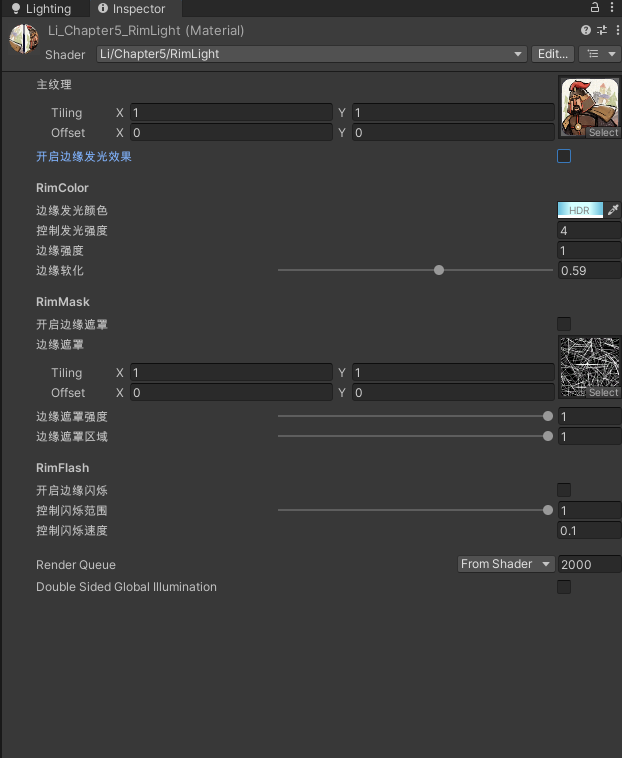 Lighting Inspector
Li_Chapter5_RimLight (Material)
Shader Li/Chapter5/RimLight Edit...
主纹理
Tiling X 1 Y 1
Offset X 0 Y 0
Select
开启边缘发光效果
RimColor
边缘发光颜色 HDR
控制发光强度 4
边缘强度 1
边缘软化 0.59
RimMask
开启边缘遮罩
边缘遮罩
Tiling X 1 Y 1
Offset X 0 Y 0
Select
边缘遮罩强度 1
边缘遮罩区域 1
RimFlash
开启边缘闪烁
控制闪烁范围 1
控制闪烁速度 0.1
Render Queue From Shader 2000
Double Sided Global Illumination